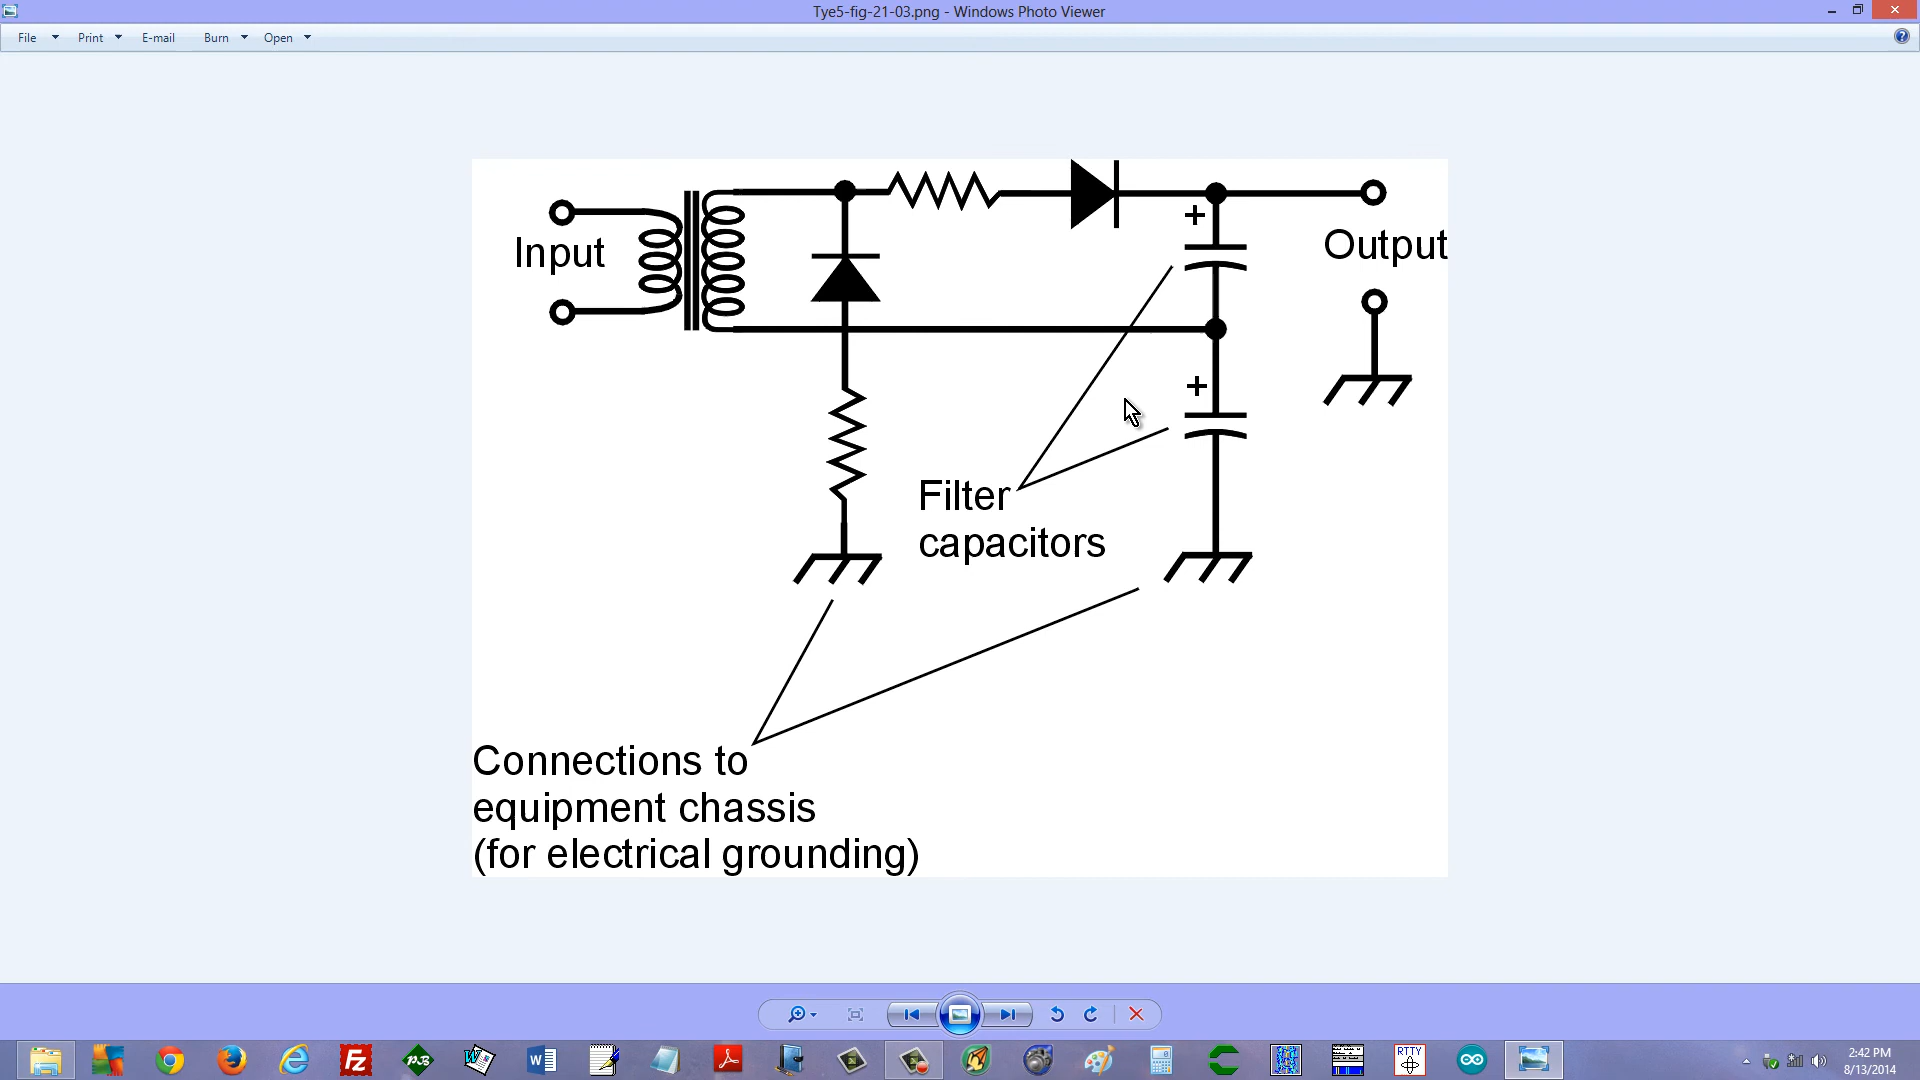 Tye5-fig-21-03.png - Windows Photo Viewer
File Print E-mail Burn Open
Input
+
Output
+
Filter
capacitors
Connections to
equipment chassis
(for electrical grounding)
RTTY
2:42 PM
8/13/2014